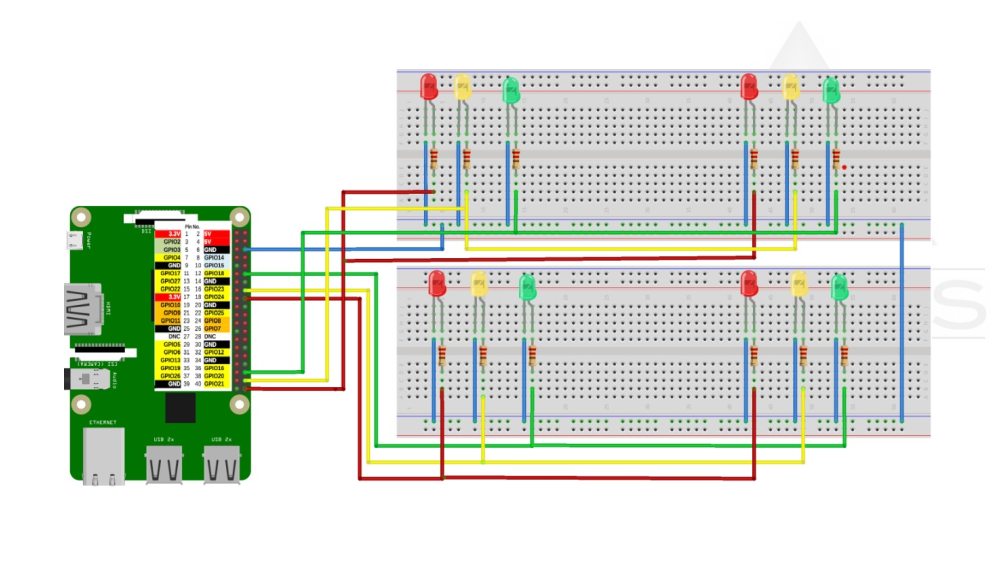 Pin No.
3.3V 1 2 5V
GPIO2 3 4 5V
GPIO3 5 6 GND
GPIO4 7 8 GPIO14
GND 9 10 GPIO15
GPIO17 11 12 GPIO18
GPIO27 13 14 GND
GPIO22 15 16 GPIO23
3.3V 17 18 GPIO24
GPIO10 19 20 GND
GPIO9 21 22 GPIO25
GPIO11 23 24 GPIO8
GND 25 26 GPIO7
DNC 27 28 DNC
GPIO5 29 30 GND
GPIO6 31 32 GPIO12
GPIO13 33 34 GND
GPIO19 35 36 GPIO16
GPIO26 37 38 GPIO20
GND 39 40 GPIO21
DSI
Power
HDMI
CSI (CAMERA)
Audio
ETHERNET
USB 2x
USB 2x
S